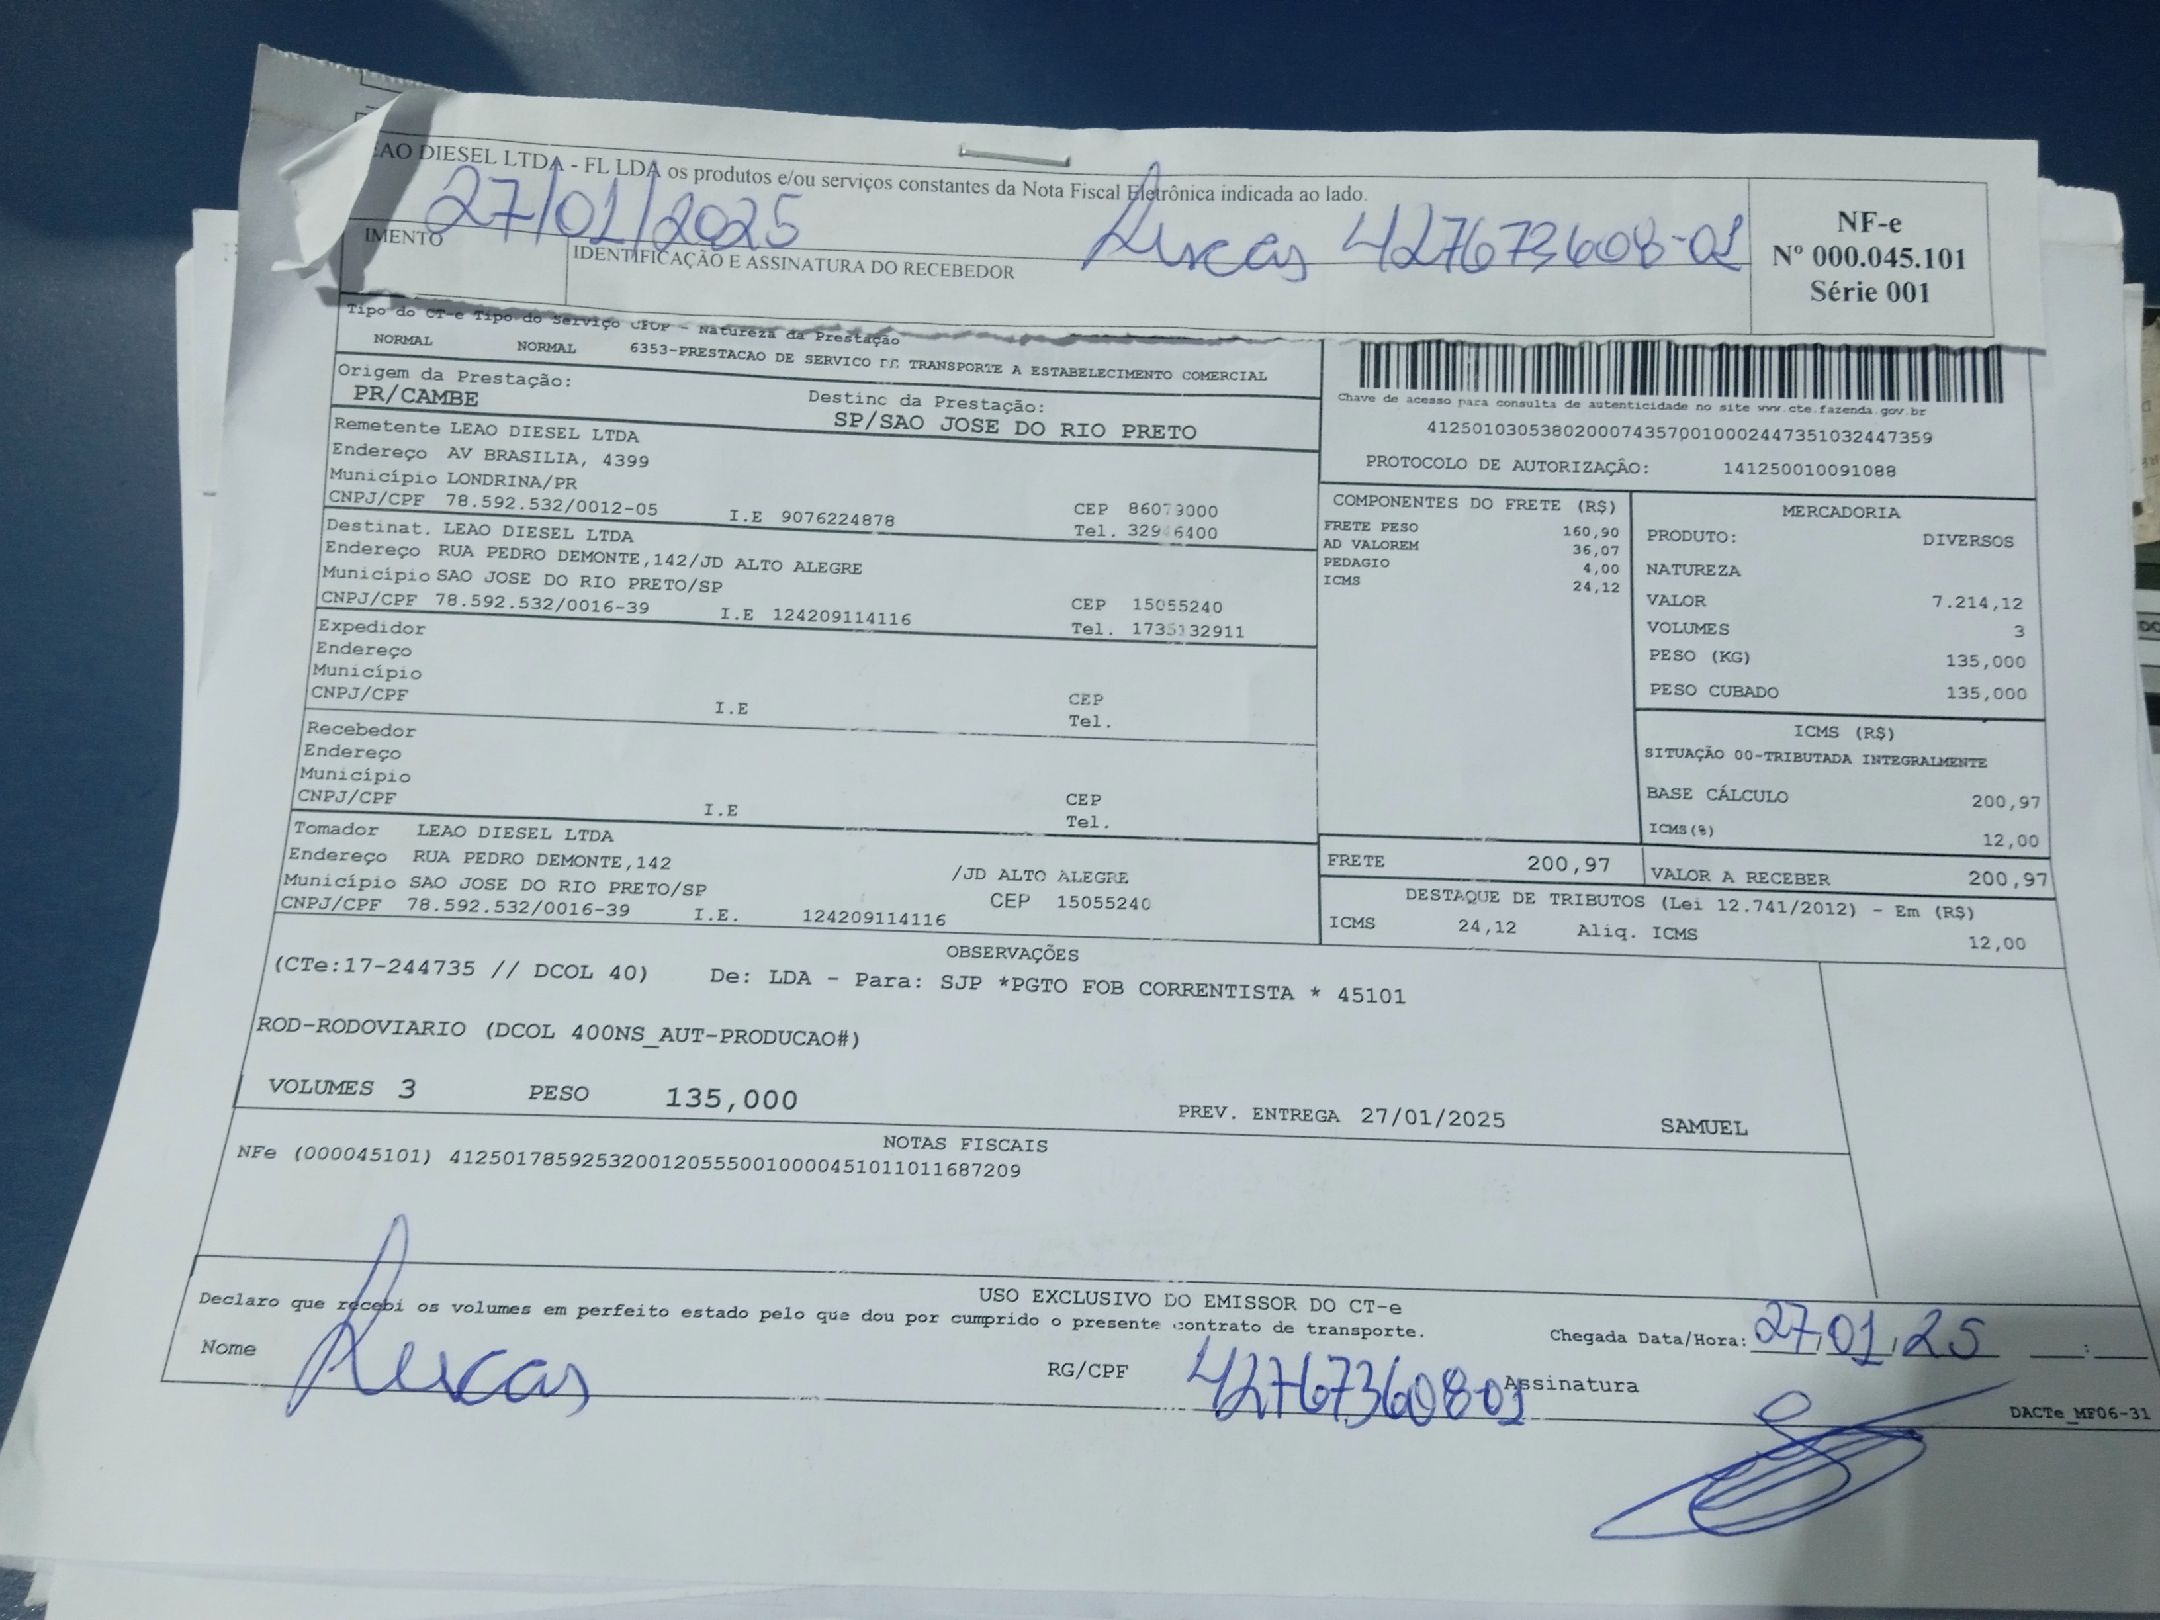 EAO DIESEL LTDA - FL LDA os produtos e/ou serviços constantes da Nota Fiscal Eletrônica indicada ao lado.
27/01/2025
Lucas 427673608-01
IMENTO
IDENTIFICAÇÃO E ASSINATURA DO RECEBEDOR
NF-e
Nº 000.045.101
Série 001
Tipo do CT-e Tipo do Serviço CFOP - Natureza da Prestação
NORMAL NORMAL 6353-PRESTACAO DE SERVICO DE TRANSPORTE A ESTABELECIMENTO COMERCIAL
Origem da Prestação: Destino da Prestação:
PR/CAMBE SP/SAO JOSE DO RIO PRETO
Chave de acesso para consulta de autenticidade no site www.cte.fazenda.gov.br
41250103053802000743570010002447351032447359
PROTOCOLO DE AUTORIZAÇÃO: 141250010091088
Remetente LEAO DIESEL LTDA
Endereço AV BRASILIA, 4399
Município LONDRINA/PR CEP 86079000
CNPJ/CPF 78.592.532/0012-05 I.E 9076224878 Tel. 32946400
Destinat. LEAO DIESEL LTDA
Endereço RUA PEDRO DEMONTE,142/JD ALTO ALEGRE
Município SAO JOSE DO RIO PRETO/SP CEP 15055240
CNPJ/CPF 78.592.532/0016-39 I.E 124209114116 Tel. 1735132911
Expedidor
Endereço
Município CEP
CNPJ/CPF I.E Tel.
Recebedor
Endereço
Município CEP
CNPJ/CPF I.E Tel.
Tomador LEAO DIESEL LTDA
Endereço RUA PEDRO DEMONTE,142 /JD ALTO ALEGRE
Município SAO JOSE DO RIO PRETO/SP CEP 15055240
CNPJ/CPF 78.592.532/0016-39 I.E. 124209114116
COMPONENTES DO FRETE (R$)
FRETE PESO 160,90
AD VALOREM 36,07
PEDAGIO 4,00
ICMS 24,12
MERCADORIA
PRODUTO: DIVERSOS
NATUREZA
VALOR 7.214,12
VOLUMES 3
PESO (KG) 135,000
PESO CUBADO 135,000
ICMS (R$)
SITUAÇÃO 00-TRIBUTADA INTEGRALMENTE
BASE CÁLCULO 200,97
ICMS(%) 12,00
FRETE 200,97 VALOR A RECEBER 200,97
DESTAQUE DE TRIBUTOS (Lei 12.741/2012) - Em (R$)
ICMS 24,12 Aliq. ICMS 12,00
OBSERVAÇÕES
(CTe:17-244735 // DCOL 40) De: LDA - Para: SJP *PGTO FOB CORRENTISTA * 45101
ROD-RODOVIARIO (DCOL 400NS_AUT-PRODUCAO#)
VOLUMES 3 PESO 135,000 PREV. ENTREGA 27/01/2025 SAMUEL
NOTAS FISCAIS
NFe (000045101) 41250178592532001205550010000451011011687209
USO EXCLUSIVO DO EMISSOR DO CT-e
Declaro que recebi os volumes em perfeito estado pelo que dou por cumprido o presente contrato de transporte. Chegada Data/Hora: 27/01/25 __:__
Nome Lucas RG/CPF 427673608-01 Assinatura
DACTe_MF06-31